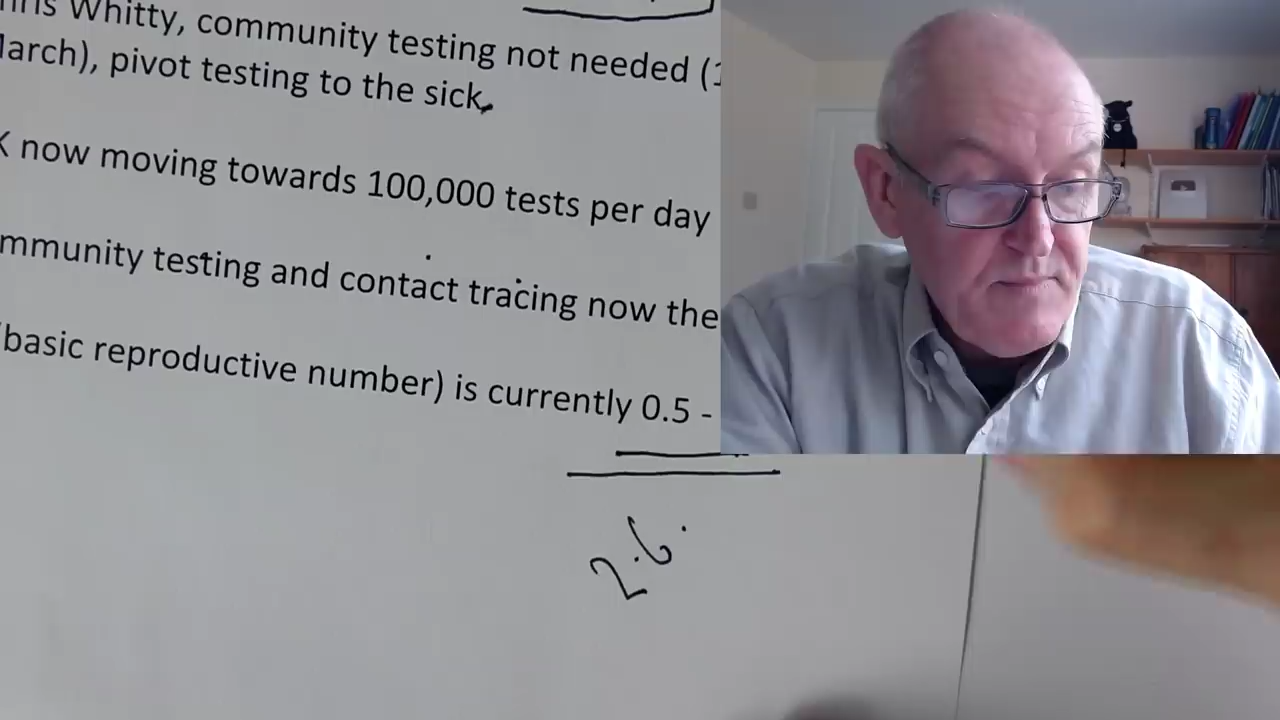 Whitty, community testing not needed (
March), pivot testing to the sick,
K now moving towards 100,000 tests per day
mmunity testing and contact tracing now the
(basic reproductive number) is currently 0.5 -
2.6.